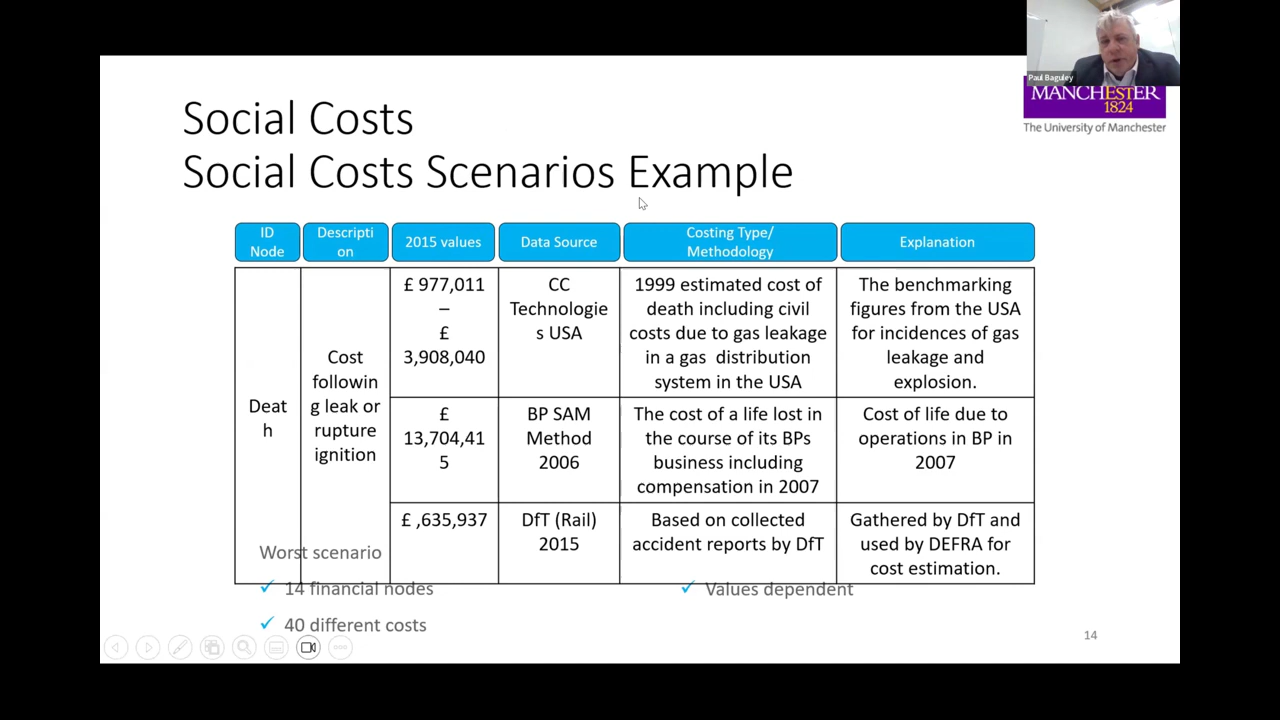 Paul Baguley
MANCHESTER
1824
The University of Manchester
Social Costs
Social Costs Scenarios Example
ID
Node
Descripti
on
2015 values
Data Source
Costing Type/
Methodology
Explanation
Deat
h
Cost
followin
g leak or
rupture
ignition
£ 977,011
–
£
3,908,040
CC
Technologie
s USA
1999 estimated cost of
death including civil
costs due to gas leakage
in a gas distribution
system in the USA
The benchmarking
figures from the USA
for incidences of gas
leakage and
explosion.
£
13,704,41
5
BP SAM
Method
2006
The cost of a life lost in
the course of its BPs
business including
compensation in 2007
Cost of life due to
operations in BP in
2007
£ ,635,937
DfT (Rail)
2015
Based on collected
accident reports by DfT
Gathered by DfT and
used by DEFRA for
cost estimation.
Worst scenario
✓ 14 financial nodes
✓ Values dependent
✓ 40 different costs
14